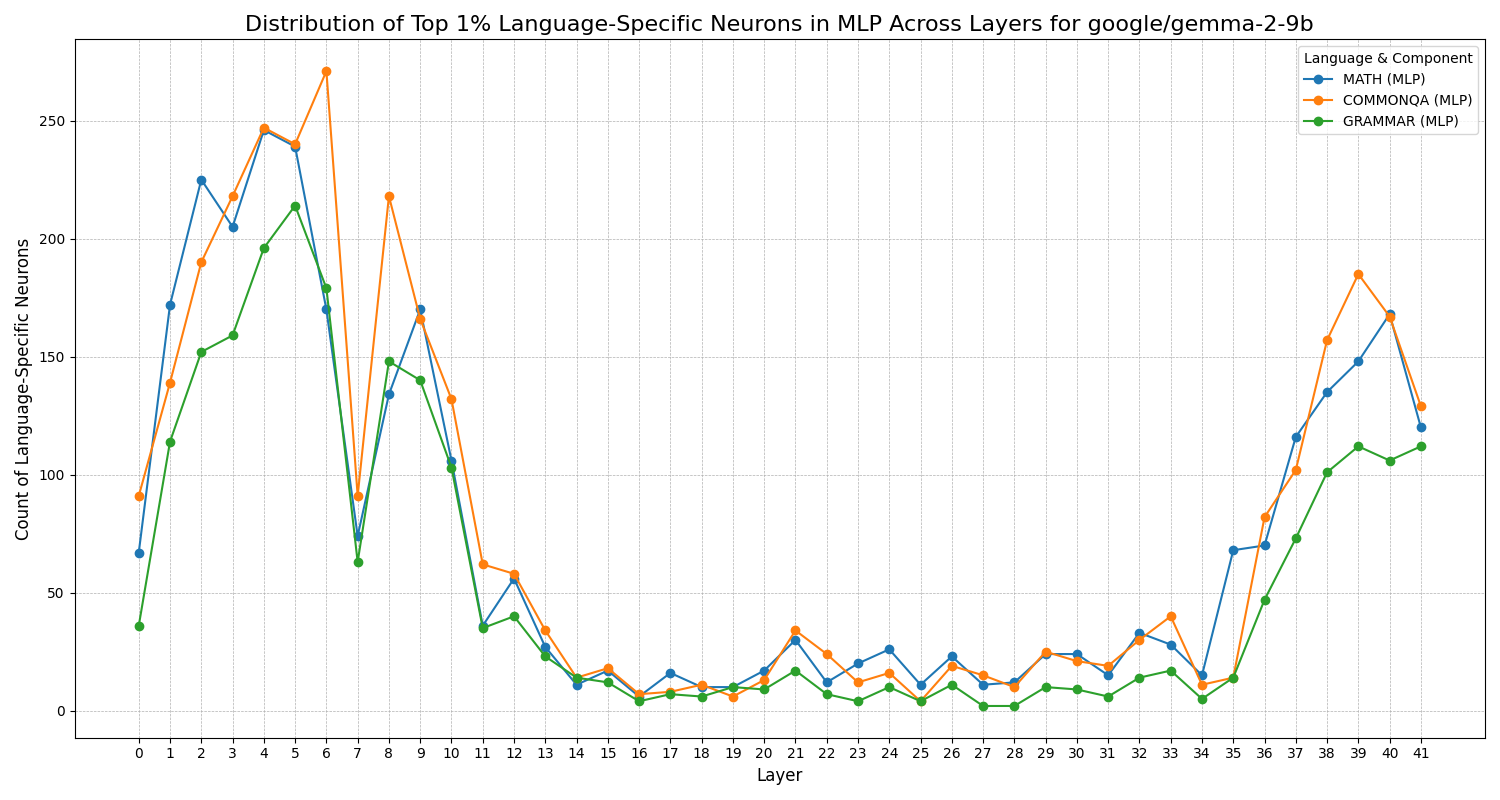 Distribution of Top 1% Language-Specific Neurons in MLP Across Layers for google/gemma-2-9b
Language & Component
MATH (MLP)
COMMONQA (MLP)
GRAMMAR (MLP)
Count of Language-Specific Neurons
250
200
150
100
50
0
0 1 2 3 4 5 6 7 8 9 10 11 12 13 14 15 16 17 18 19 20 21 22 23 24 25 26 27 28 29 30 31 32 33 34 35 36 37 38 39 40 41
Layer